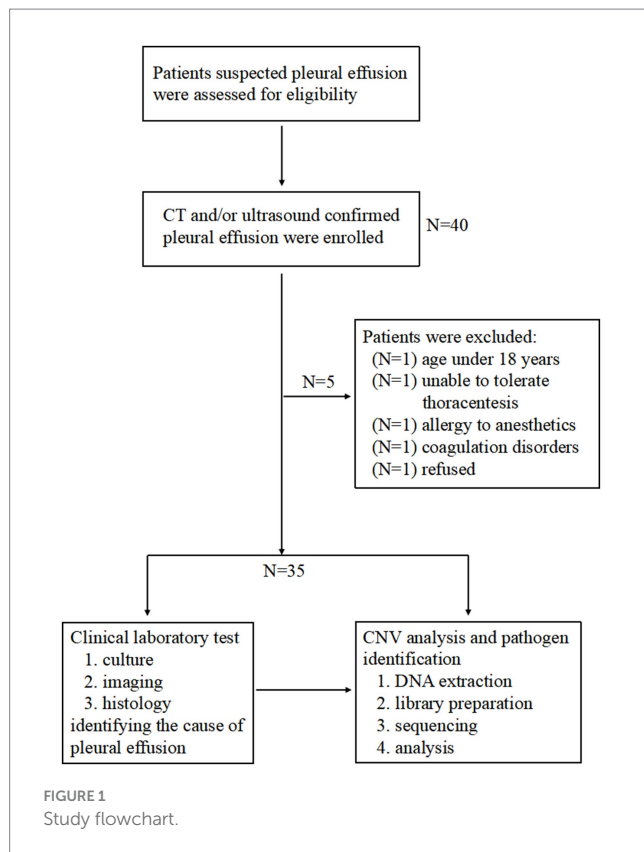 Patients suspected pleural effusion
were assessed for eligibility
CT and/or ultrasound confirmed
pleural effusion were enrolled
N=40
Patients were excluded:
(N=1) age under 18 years
(N=1) unable to tolerate
thoracentesis
(N=1) allergy to anesthetics
(N=1) coagulation disorders
(N=1) refused
N=5
N=35
Clinical laboratory test
1. culture
2. imaging
3. histology
identifying the cause of
pleural effusion
CNV analysis and pathogen
identification
1. DNA extraction
2. library preparation
3. sequencing
4. analysis
FIGURE 1
Study flowchart.